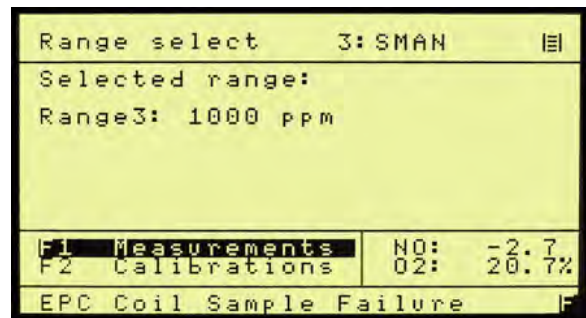 Range select 3:SMAN
Selected range:
Range3: 1000 ppm
F1 Measurements NO: -2.7
F2 Calibrations O2: 20.7%
EPC Coil Sample Failure F